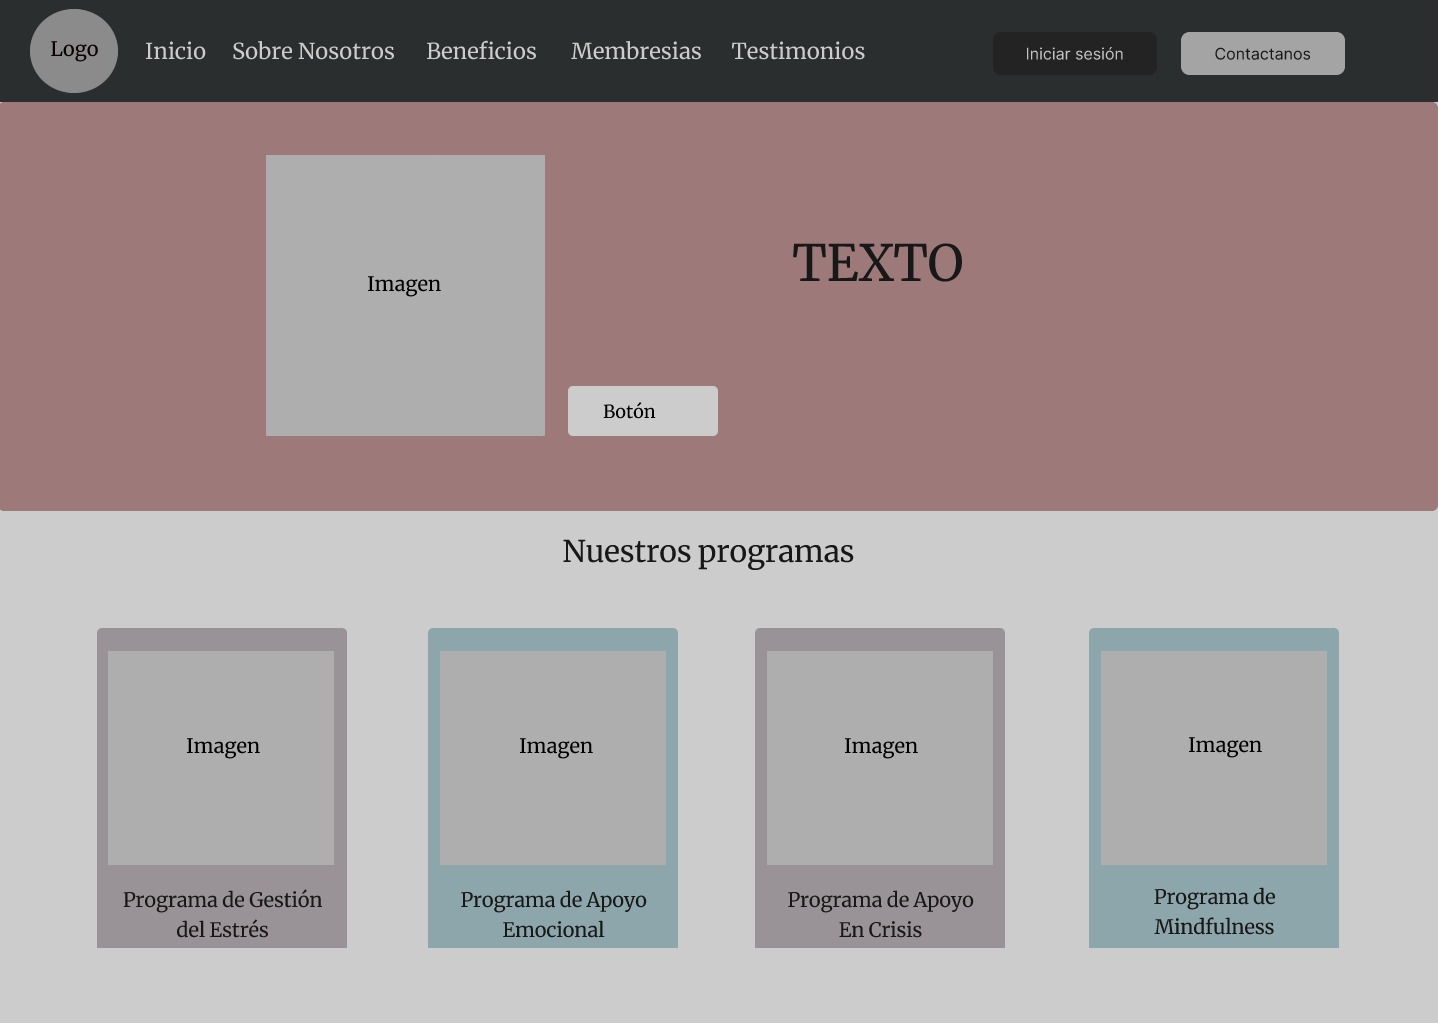 Logo
Inicio
Sobre Nosotros
Beneficios
Membresias
Testimonios
Iniciar sesión
Contactanos
Imagen
TEXTO
Botón
Nuestros programas
Imagen
Programa de Gestión
del Estrés
Imagen
Programa de Apoyo
Emocional
Imagen
Programa de Apoyo
En Crisis
Imagen
Programa de
Mindfulness